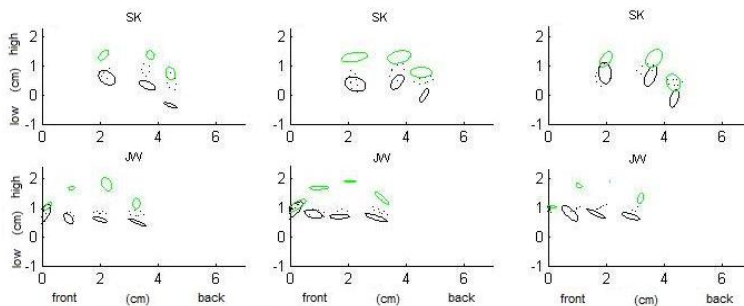 SK SK SK
low (cm) high
2 2 2
1 1 1
0 0 0
-1 -1 -1
0 2 4 6 0 2 4 6 0 2 4 6
JW JW JW
low (cm) high
2 2 2
1 1 1
0 0 0
-1 -1 -1
0 2 4 6 0 2 4 6 0 2 4 6
front (cm) back front (cm) back front (cm) back